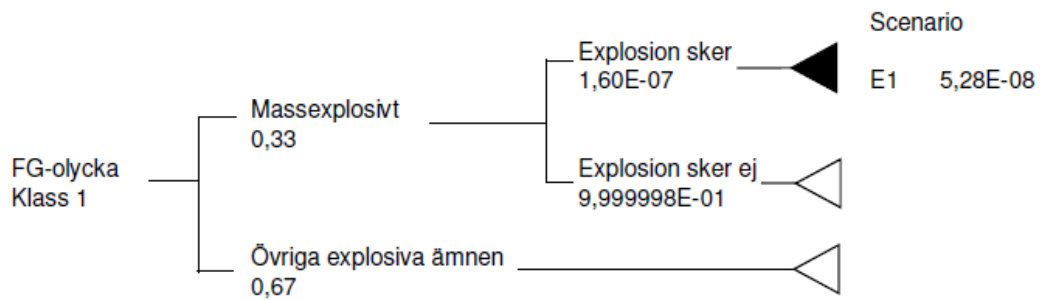 Scenario
Explosion sker
1,60E-07
E1 5,28E-08
Massexplosivt
0,33
FG-olycka
Klass 1
Explosion sker ej
9,999998E-01
Övriga explosiva ämnen
0,67